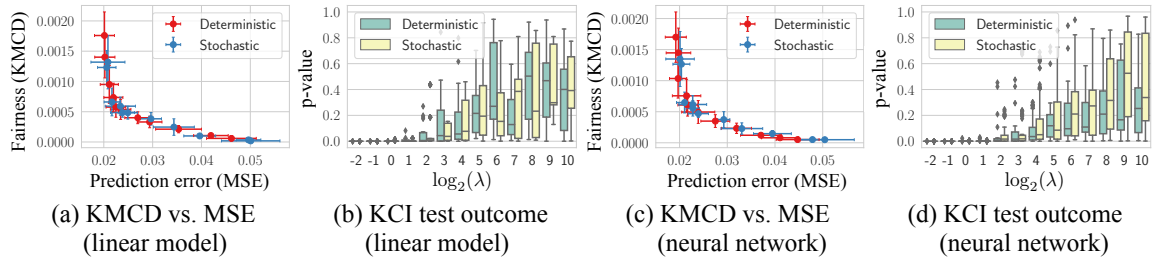 Fairness (KMCD)
0.0020
0.0015
0.0010
0.0005
0.0000
Deterministic
Stochastic
0.02 0.03 0.04 0.05
Prediction error (MSE)
(a) KMCD vs. MSE
(linear model)
p-value
1.0
0.8
0.6
0.4
0.2
0.0
Deterministic
Stochastic
-2 -1 0 1 2 3 4 5 6 7 8 9 10
log₂(λ)
(b) KCI test outcome
(linear model)
Fairness (KMCD)
0.0020
0.0015
0.0010
0.0005
0.0000
Deterministic
Stochastic
0.02 0.03 0.04 0.05
Prediction error (MSE)
(c) KMCD vs. MSE
(neural network)
p-value
1.0
0.8
0.6
0.4
0.2
0.0
Deterministic
Stochastic
-2 -1 0 1 2 3 4 5 6 7 8 9 10
log₂(λ)
(d) KCI test outcome
(neural network)